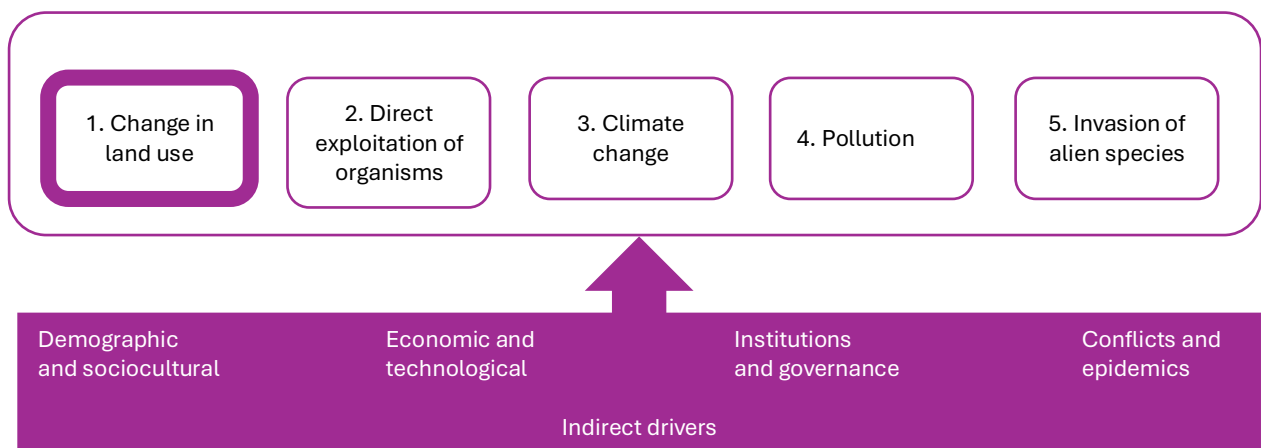 1. Change in
land use
2. Direct
exploitation of
organisms
3. Climate
change
4. Pollution
5. Invasion of
alien species
Demographic
and sociocultural
Economic and
technological
Institutions
and governance
Conflicts and
epidemics
Indirect drivers